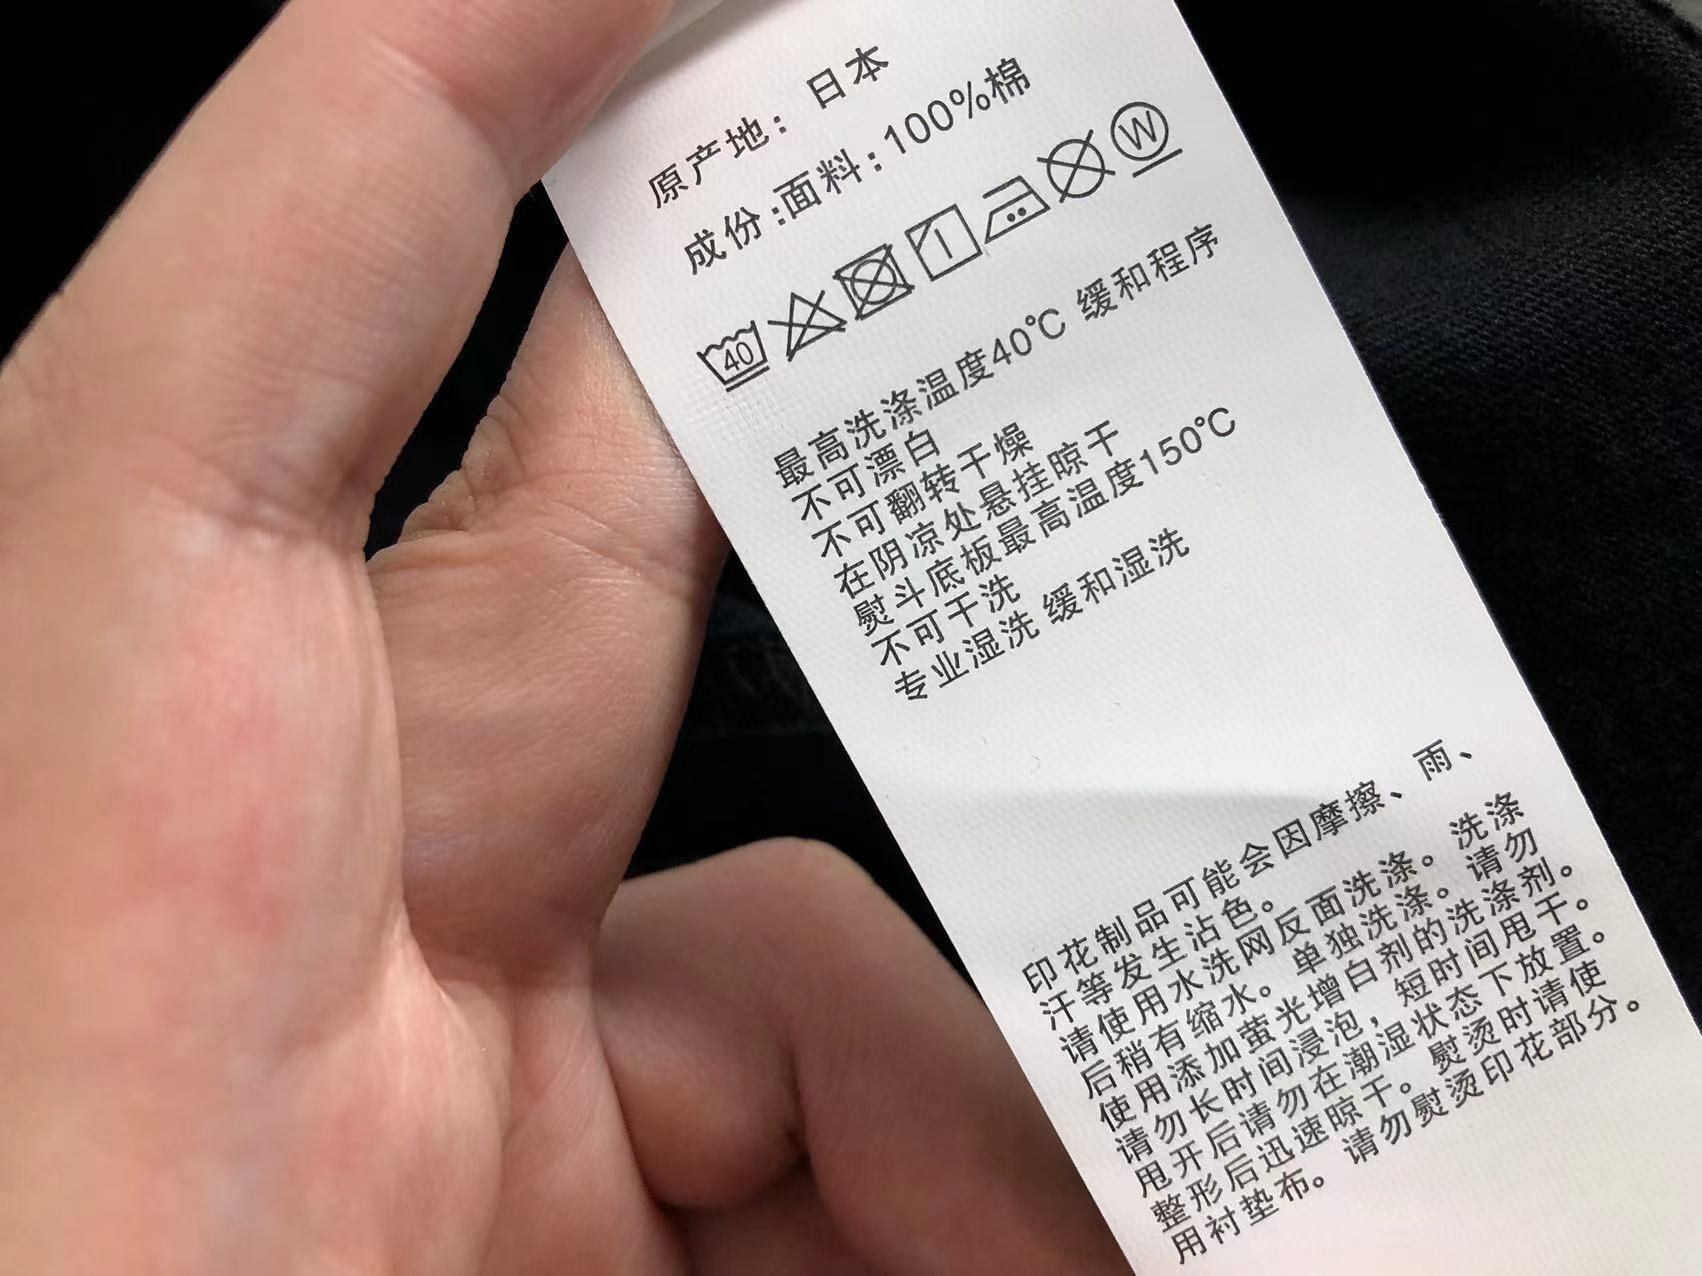 原产地：日本
成份：面料：100%棉
40 W
最高洗涤温度40℃ 缓和程序
不可漂白
不可翻转干燥
在阴凉处悬挂晾干
熨斗底板最高温度150℃
不可干洗
专业湿洗 缓和湿洗
印花制品可能会因摩擦、雨、
汗等发生沾色。
请使用水洗网反面洗涤。洗涤
后稍有缩水。单独洗涤。请勿
使用添加萤光增白剂的洗涤剂。
请勿长时间浸泡，短时间甩干。
甩开后请勿在潮湿状态下放置。
整形后迅速晾干。熨烫时请使
用衬垫布。请勿熨烫印花部分。